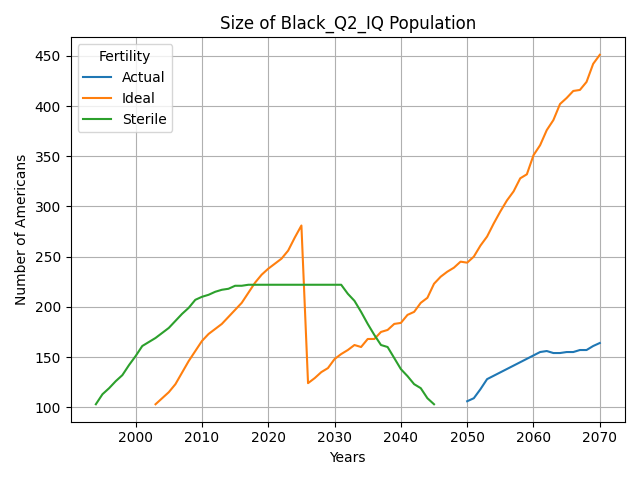 Size of Black_Q2_IQ Population
Fertility
Actual
Ideal
Sterile
Number of Americans
450
400
350
300
250
200
150
100
2000
2010
2020
2030
2040
2050
2060
2070
Years